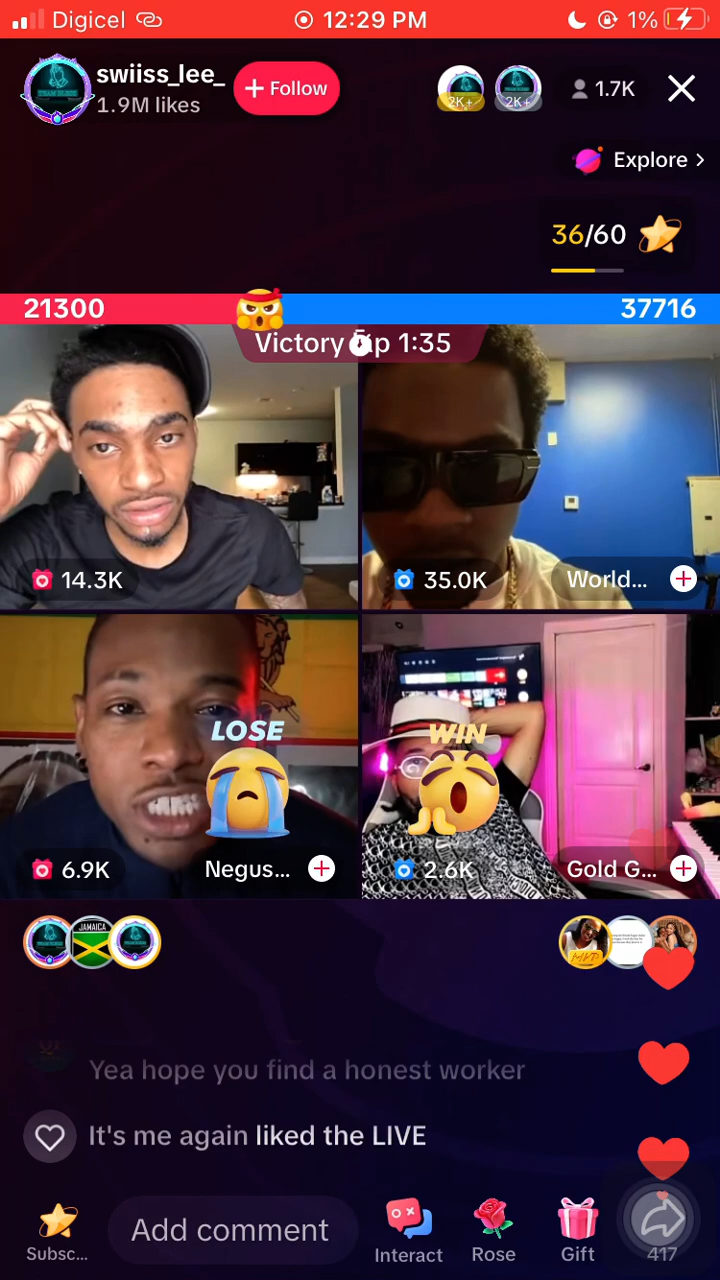 Digicel 12:29 PM 1%
swiiss_lee_
1.9M likes
+ Follow
2K+ 2K+
1.7K
Explore >
36/60
21300 37716
Victory 1:35
14.3K
35.0K World...
LOSE
WIN
6.9K Negus...
2.6K Gold G...
JAMAICA
Yea hope you find a honest worker
It's me again liked the LIVE
Subsc...
Add comment
Interact
Rose
Gift
417